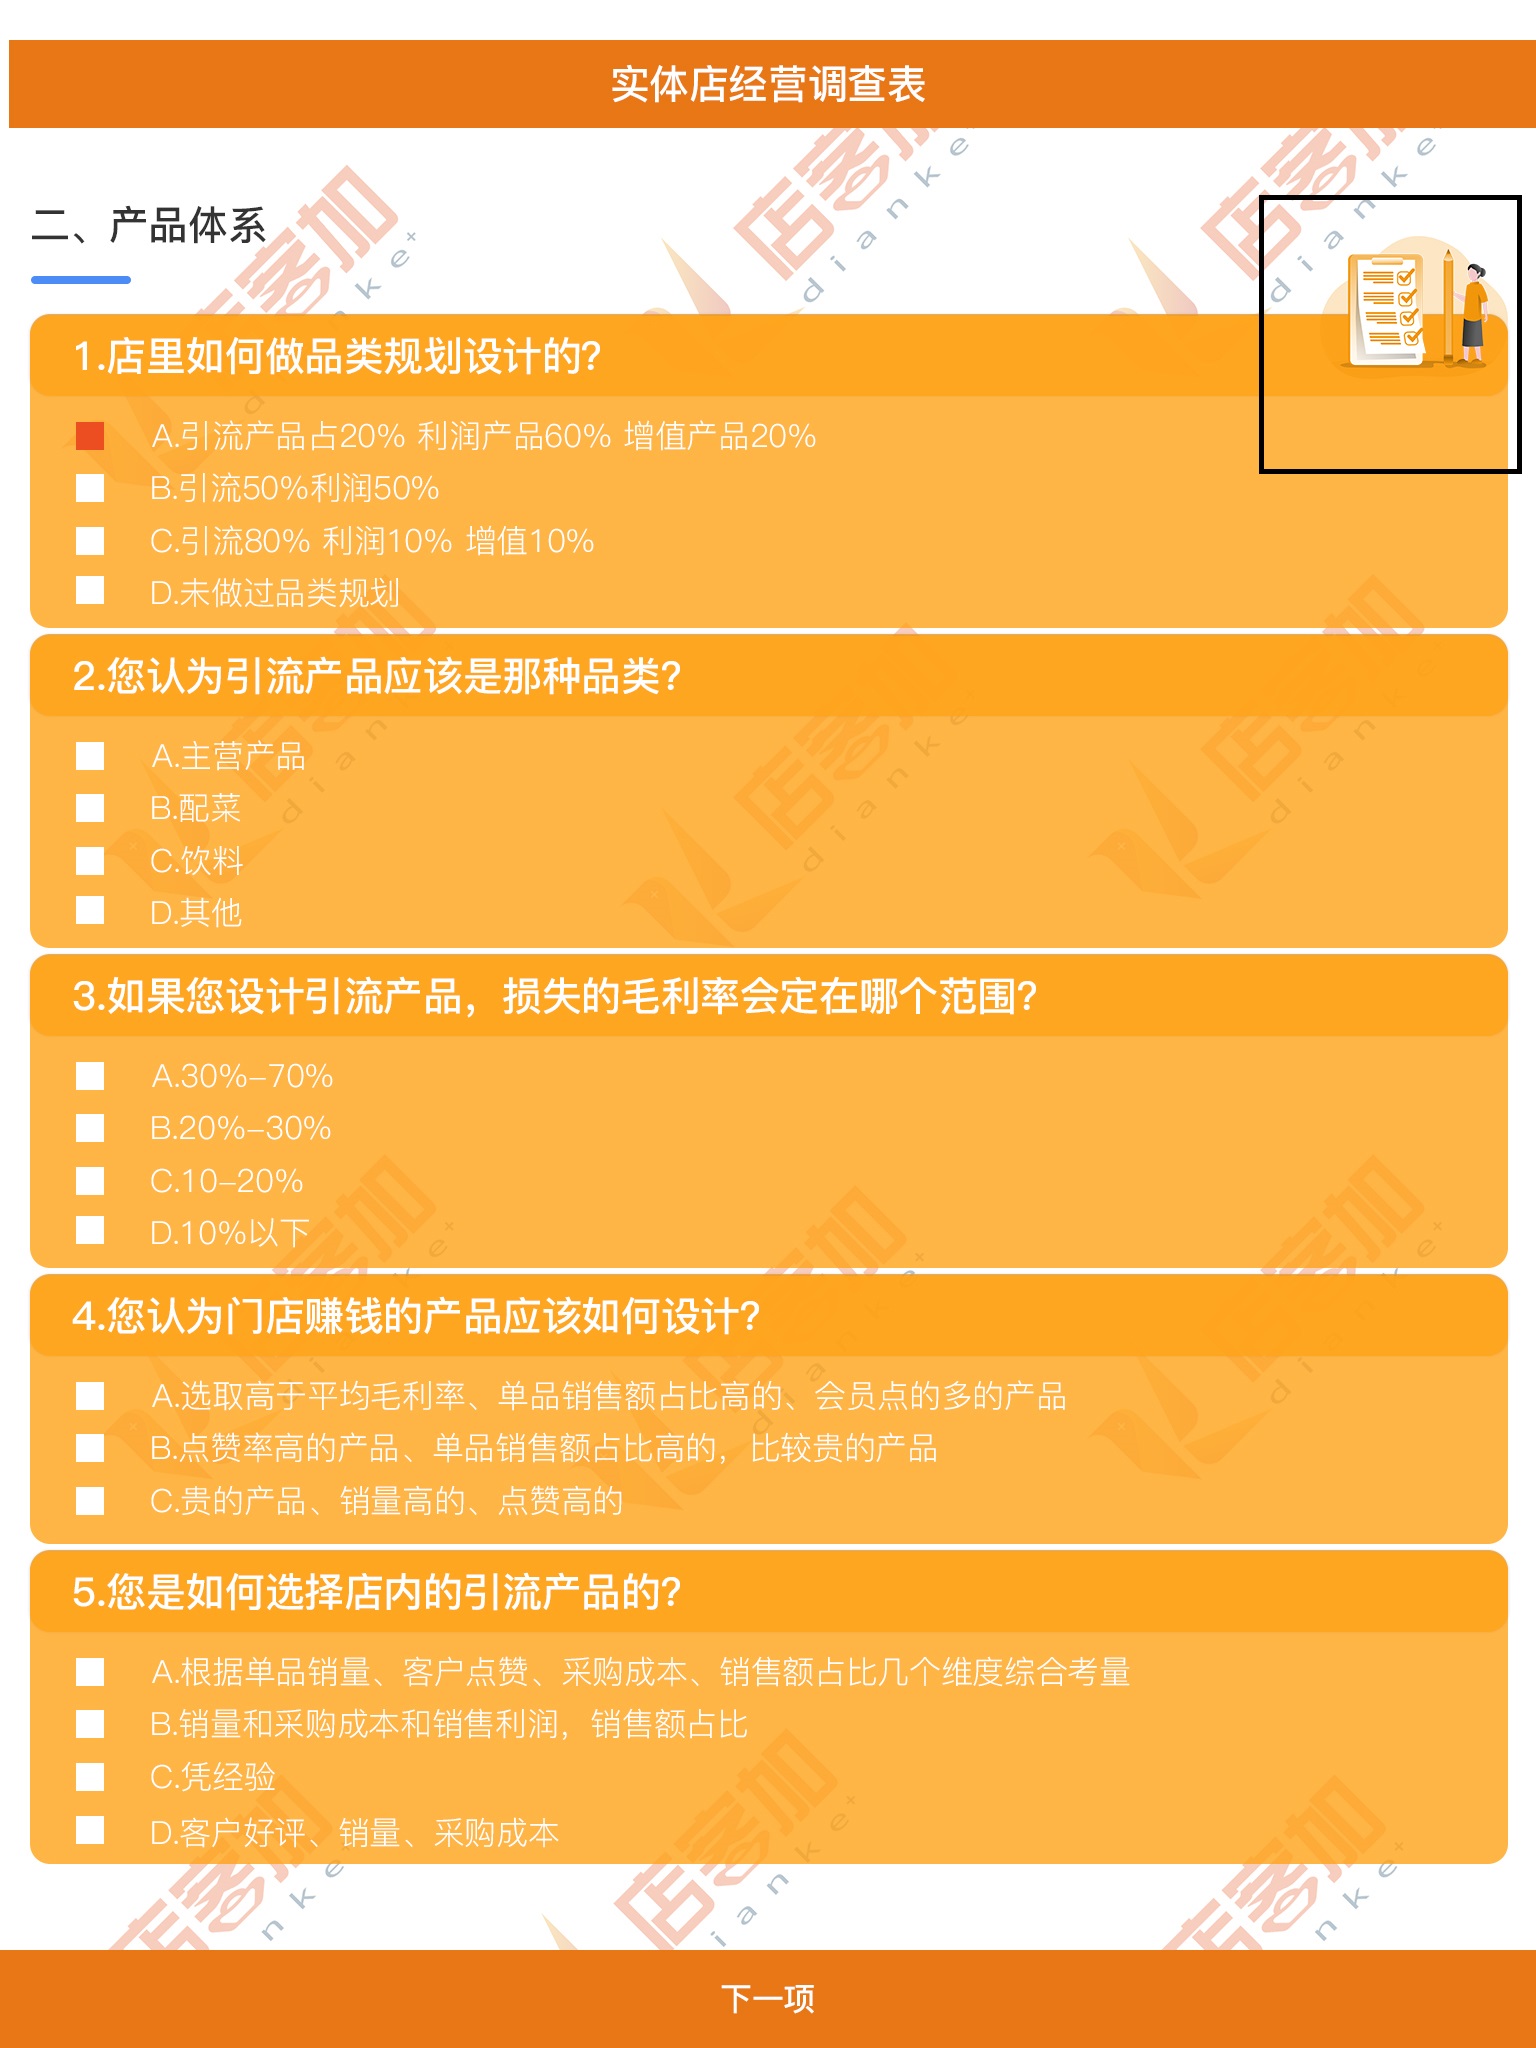 实体店经营调查表
二、产品体系
1.店里如何做品类规划设计的?
A.引流产品占20% 利润产品60% 增值产品20%
B.引流50%利润50%
C.引流80% 利润10% 增值10%
D.未做过品类规划
2.您认为引流产品应该是那种品类?
A.主营产品
B.配菜
C.饮料
D.其他
3.如果您设计引流产品，损失的毛利率会定在哪个范围?
A.30%-70%
B.20%-30%
C.10-20%
D.10%以下
4.您认为门店赚钱的产品应该如何设计?
A.选取高于平均毛利率、单品销售额占比高的、会员点的多的产品
B.点赞率高的产品、单品销售额占比高的，比较贵的产品
C.贵的产品、销量高的、点赞高的
5.您是如何选择店内的引流产品的?
A.根据单品销量、客户点赞、采购成本、销售额占比几个维度综合考量
B.销量和采购成本和销售利润，销售额占比
C.凭经验
D.客户好评、销量、采购成本
下一项
店客加
dianke+